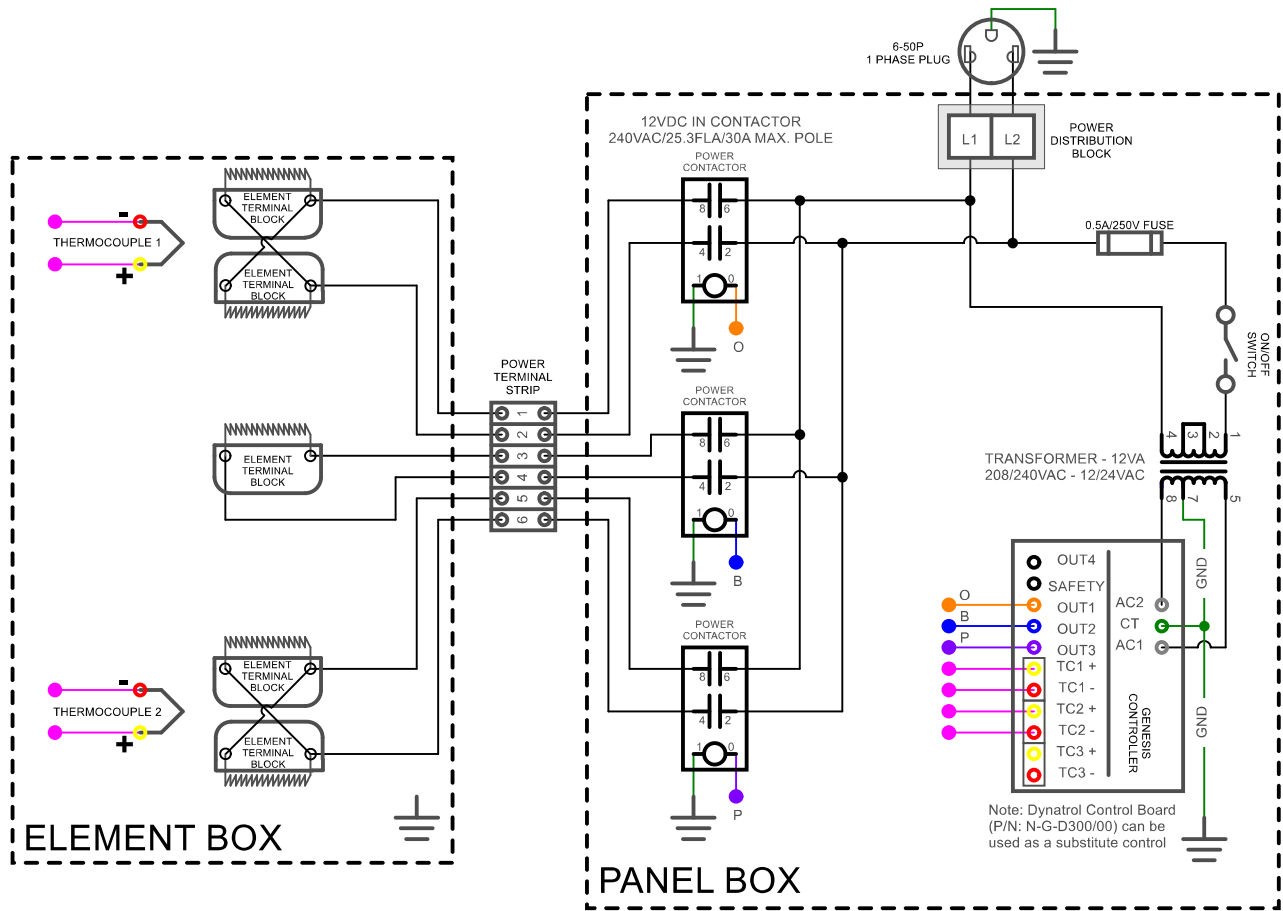 6-50P
1 PHASE PLUG
12VDC IN CONTACTOR
240VAC/25.3FLA/30A MAX. POLE
L1
L2
POWER
DISTRIBUTION
BLOCK
POWER
CONTACTOR
8
6
4
2
1
0
O
0.5A/250V FUSE
ON/OFF
SWITCH
-
THERMOCOUPLE 1
+
ELEMENT
TERMINAL
BLOCK
ELEMENT
TERMINAL
BLOCK
POWER
TERMINAL
STRIP
1
2
3
4
5
6
POWER
CONTACTOR
8
6
4
2
1
0
B
ELEMENT
TERMINAL
BLOCK
TRANSFORMER - 12VA
208/240VAC - 12/24VAC
4
3
2
1
8
7
5
GND
GND
OUT4
SAFETY
O
OUT1
B
OUT2
P
OUT3
TC1 +
TC1 -
TC2 +
TC2 -
TC3 +
TC3 -
AC2
CT
AC1
GENESIS
CONTROLLER
POWER
CONTACTOR
8
6
4
2
1
0
P
-
THERMOCOUPLE 2
+
ELEMENT
TERMINAL
BLOCK
ELEMENT
TERMINAL
BLOCK
Note: Dynatrol Control Board
(P/N: N-G-D300/00) can be
used as a substitute control
ELEMENT BOX
PANEL BOX